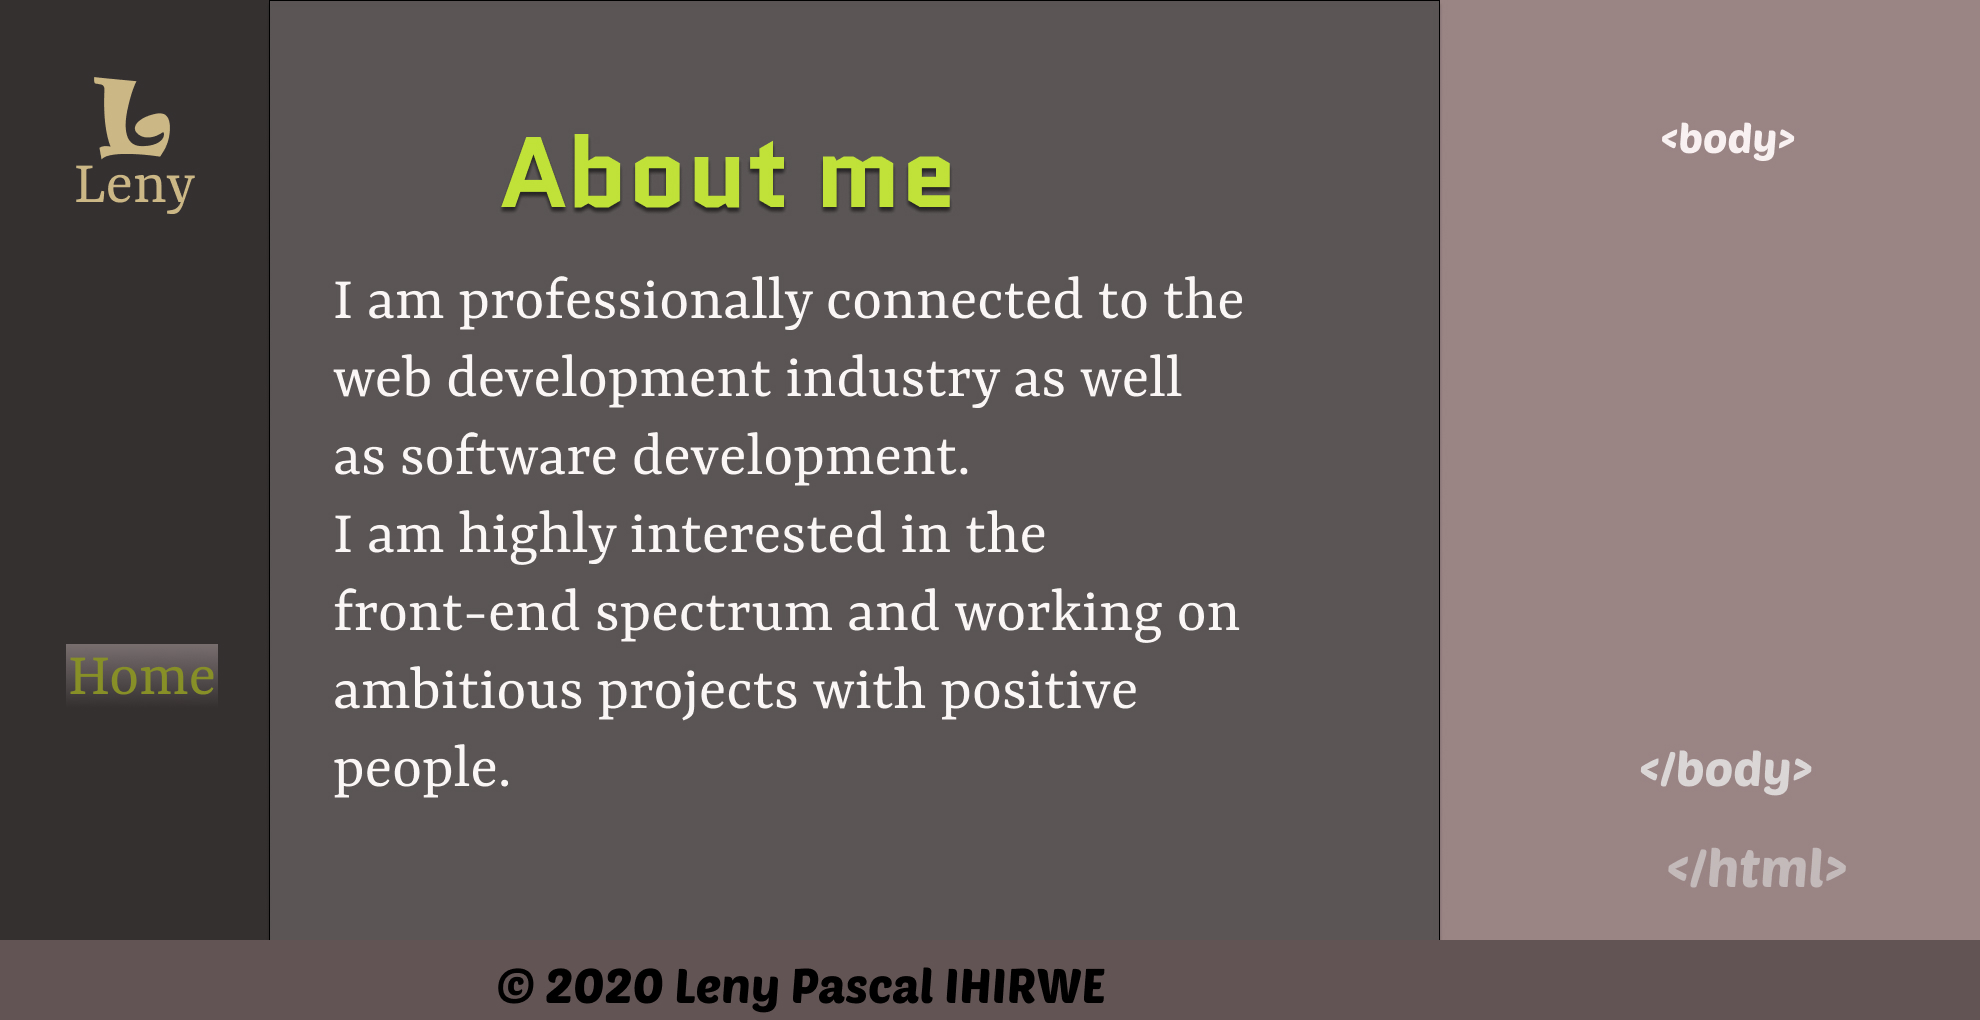 L
Leny
Home
About me
I am professionally connected to the
web development industry as well
as software development.
I am highly interested in the
front-end spectrum and working on
ambitious projects with positive
people.
<body>
</body>
</html>
© 2020 Leny Pascal IHIRWE